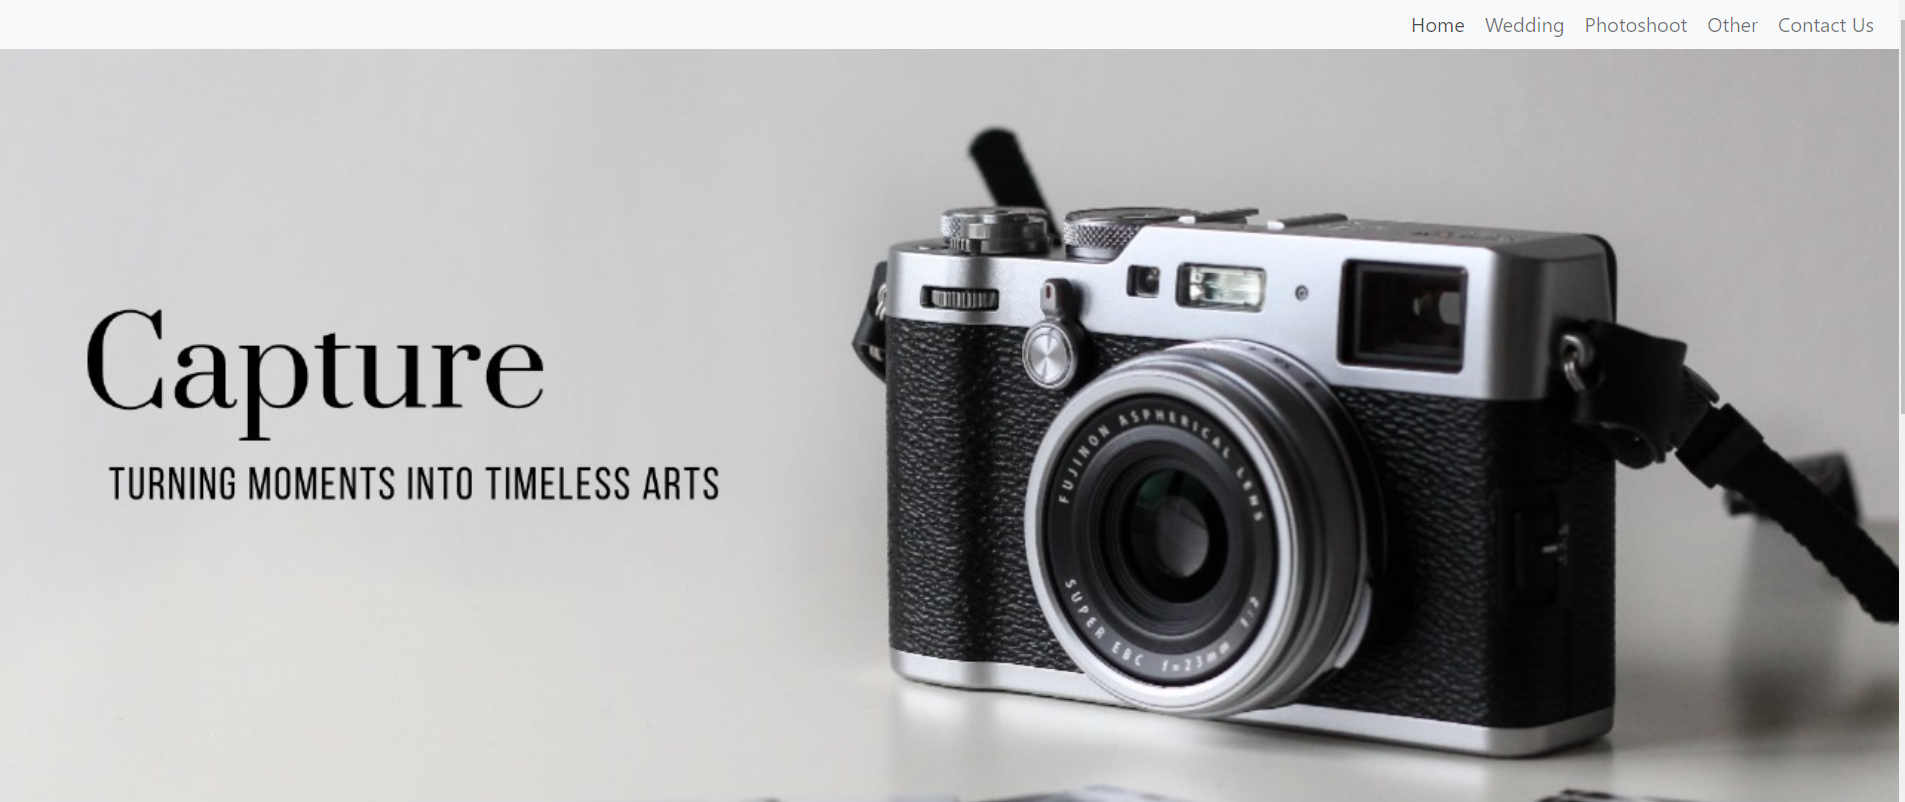 Home Wedding Photoshoot Other Contact Us
Capture
TURNING MOMENTS INTO TIMELESS ARTS
FUJINON ASPHERICAL LENS
SUPER EBC f=23mm 1:2